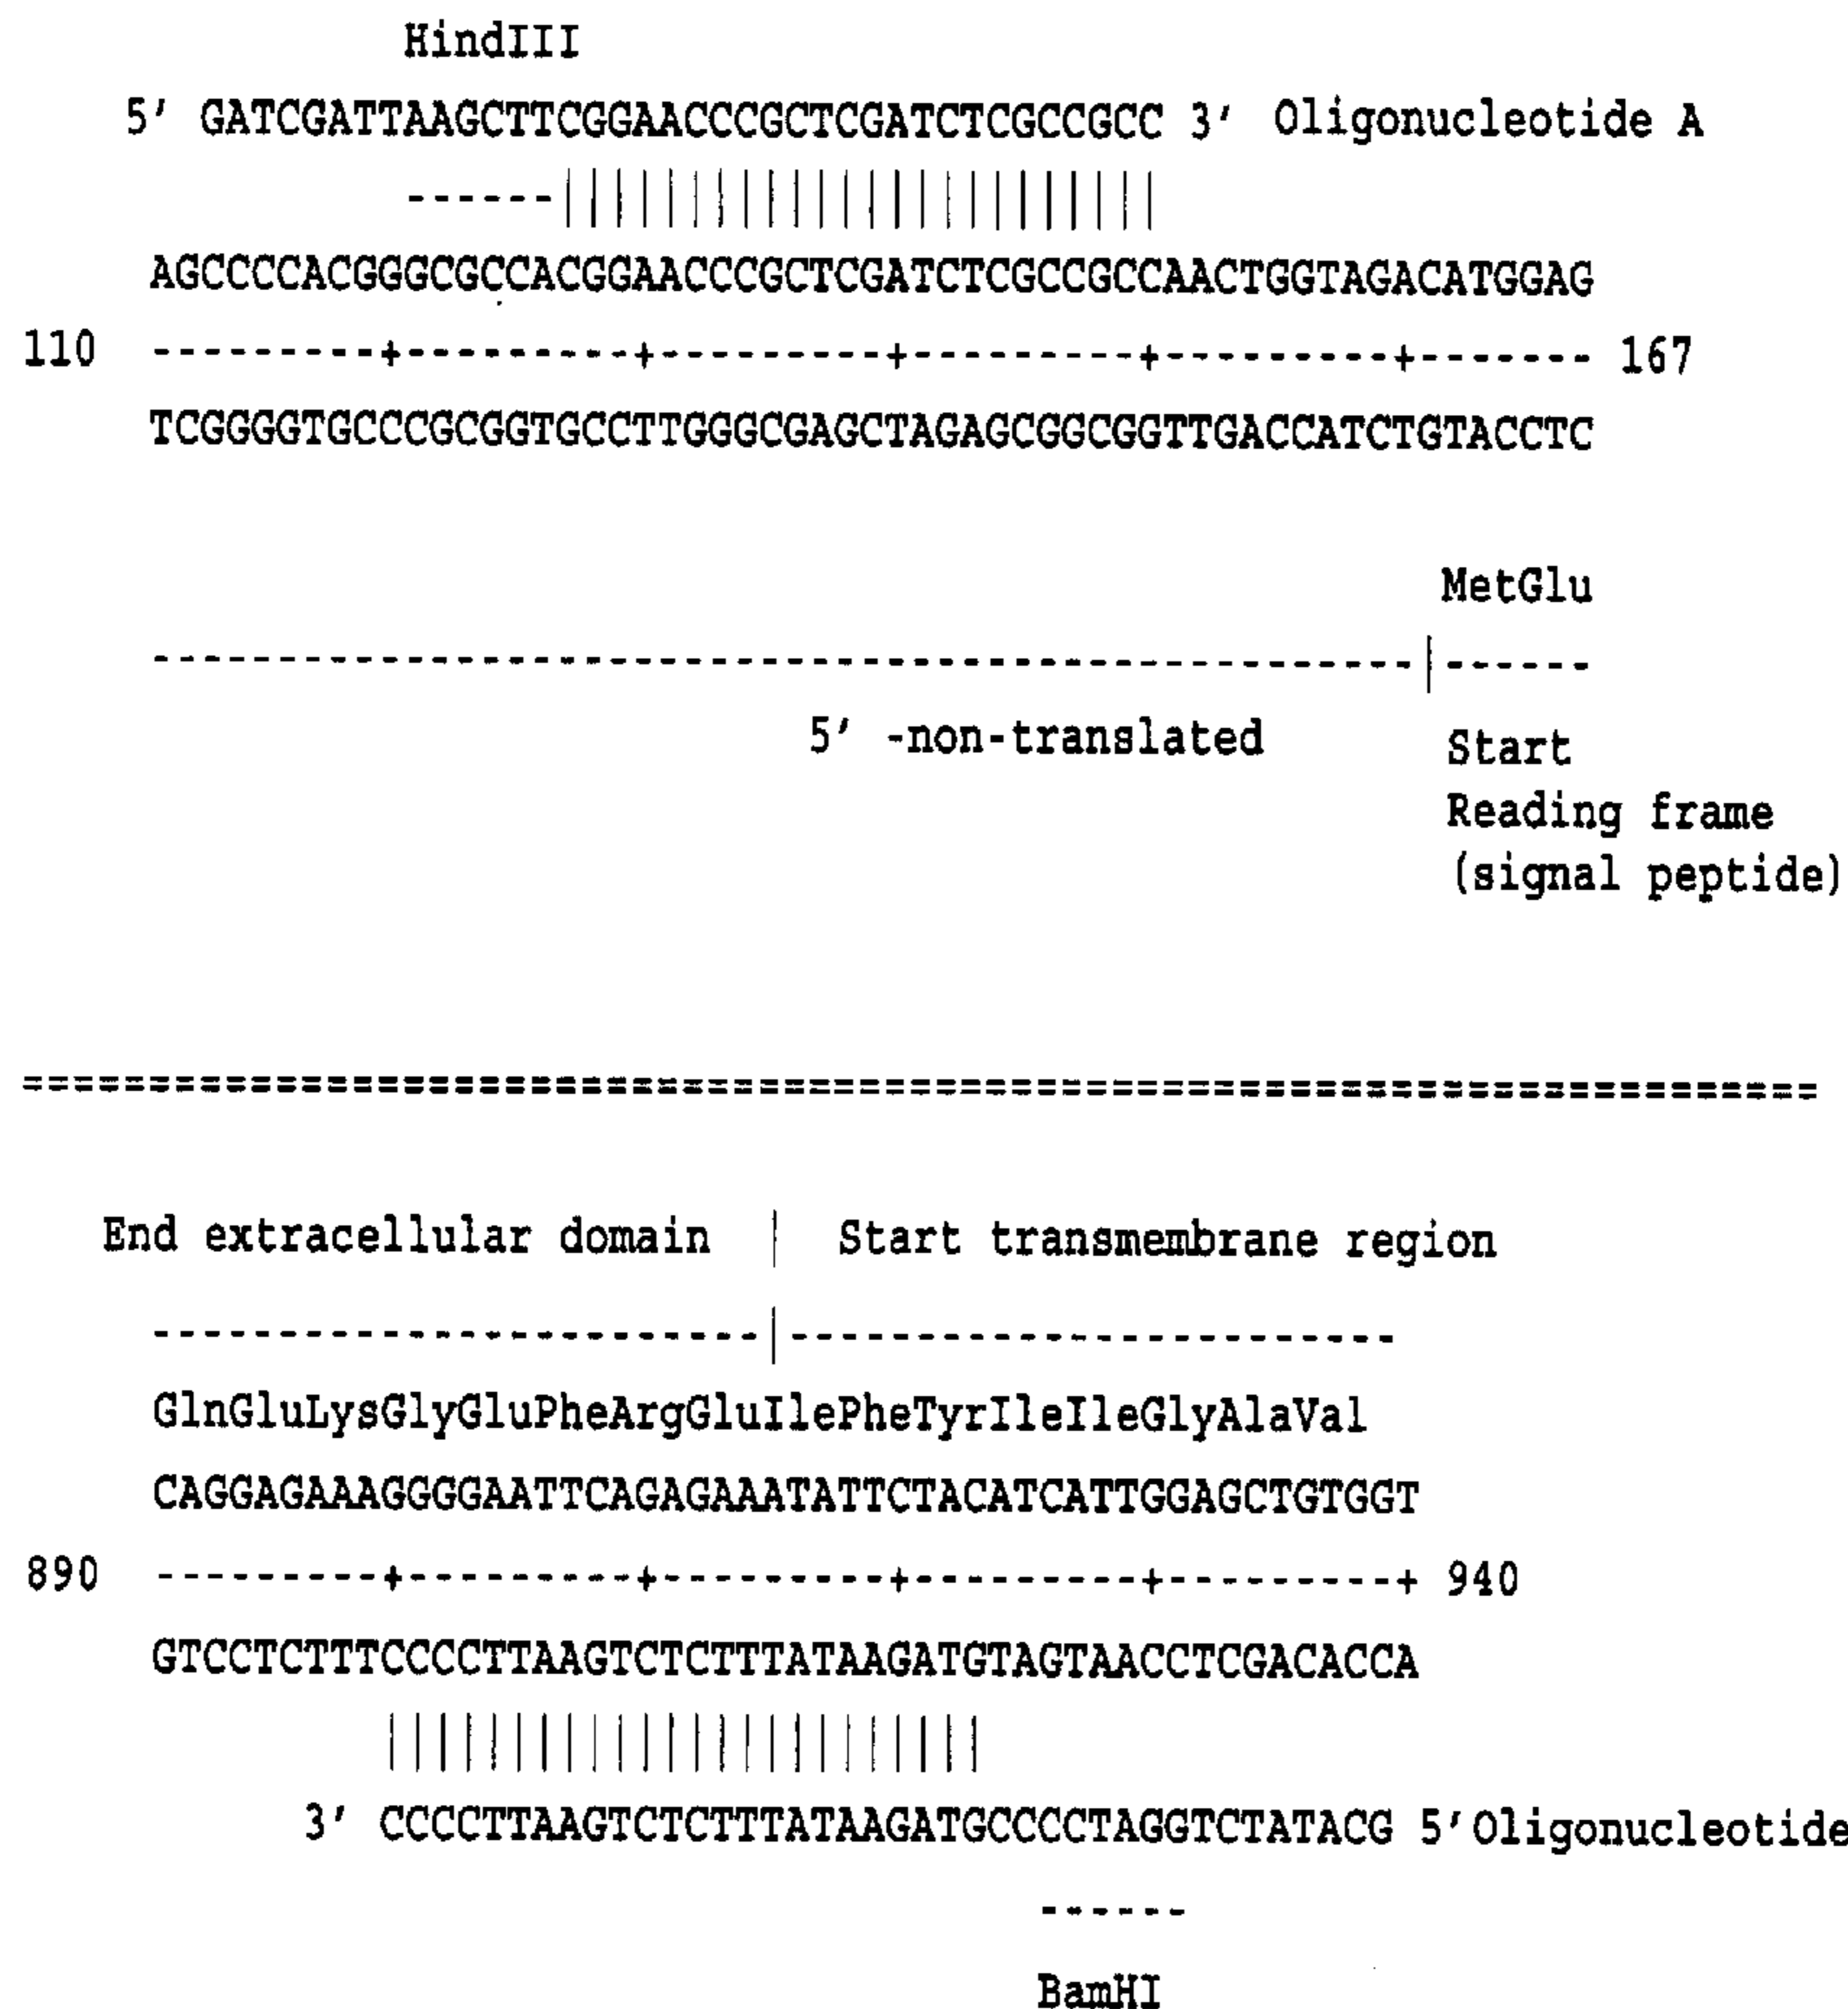 HindIII
5' GATCGATTAAGCTTCGGAACCCGCTCGATCTCGCCGCC 3' Oligonucleotide A
------||||||||||||||||||||||||
AGCCCCACGGGCGCCACGGAACCCGCTCGATCTCGCCGCCAACTGGTAGACATGGAG
110 ---------+---------+---------+---------+---------+------- 167
TCGGGGTGCCCGCGGTGCCTTGGGCGAGCTAGAGCGGCGGTTGACCATCTGTACCTC
MetGlu
--------------------------------------------------|------
5' -non-translated Start
Reading frame
(signal peptide)
=======================================================================
End extracellular domain | Start transmembrane region
------------------------|------------------------
GlnGluLysGlyGluPheArgGluIlePheTyrIleIleGlyAlaVal
CAGGAGAAAGGGGAATTCAGAGAAATATTCTACATCATTGGAGCTGTGGT
890 ---------+---------+---------+---------+---------+ 940
GTCCTCTTTCCCCTTAAGTCTCTTTATAAGATGTAGTAACCTCGACACCA
||||||||||||||||||||||||
3' CCCCTTAAGTCTCTTTATAAGATGCCCCTAGGTCTATACG 5'Oligonucleotide
------
BamHI